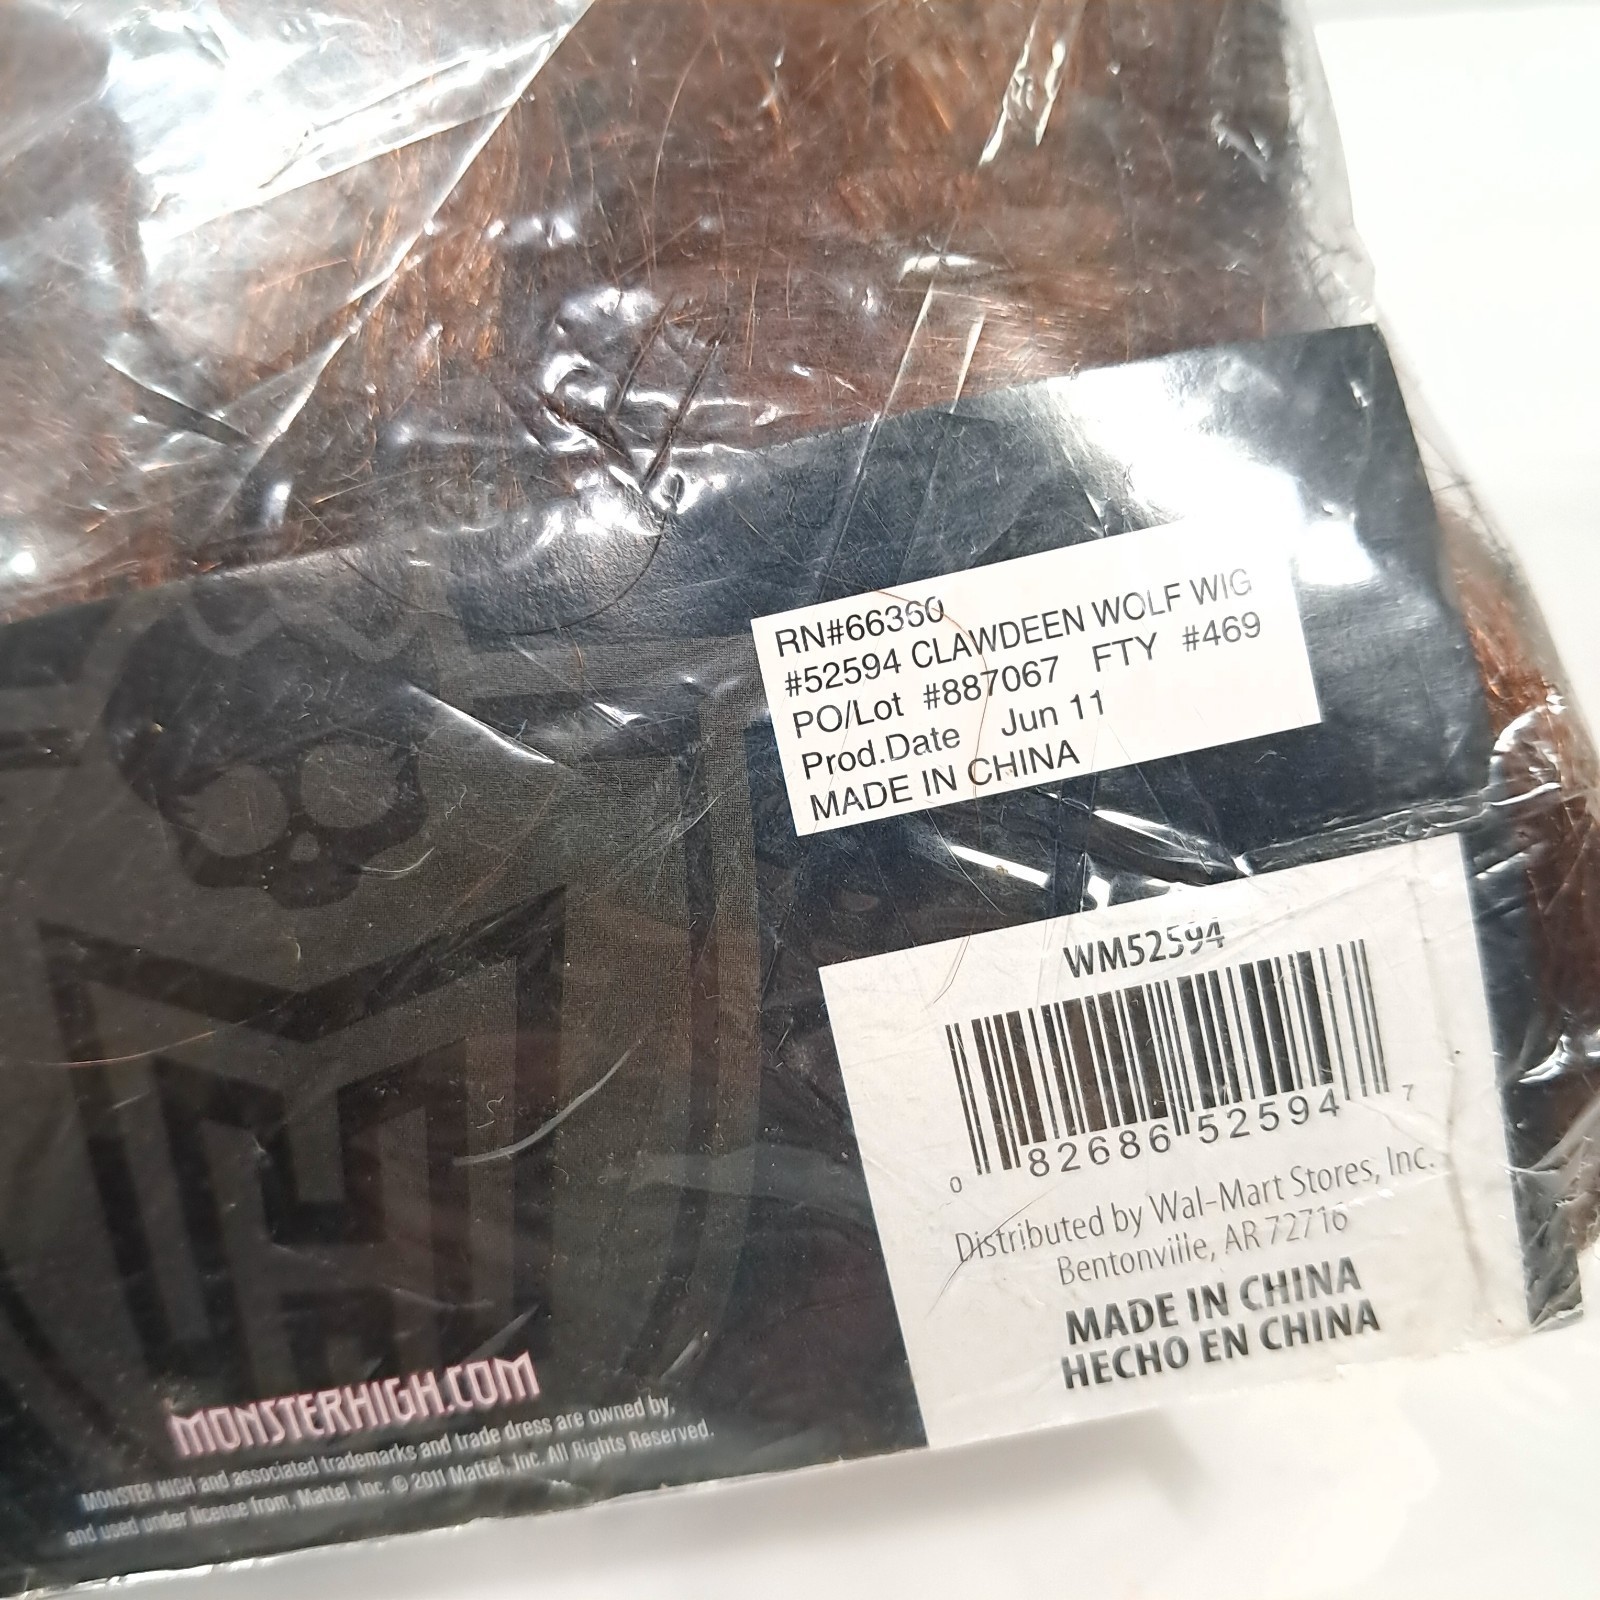 RN#66360
#52594 CLAWDEEN WOLF WIG
PO/Lot #887067 FTY #469
Prod.Date Jun 11
MADE IN CHINA
WM52594
0 82686 52594 7
Distributed by Wal-Mart Stores, Inc.
Bentonville, AR 72716
MADE IN CHINA
HECHO EN CHINA
MONSTERHIGH.COM
MONSTER HIGH and associated trademarks and trade dress are owned by,
and used under license from, Mattel, Inc. © 2011 Mattel, Inc. All Rights Reserved.